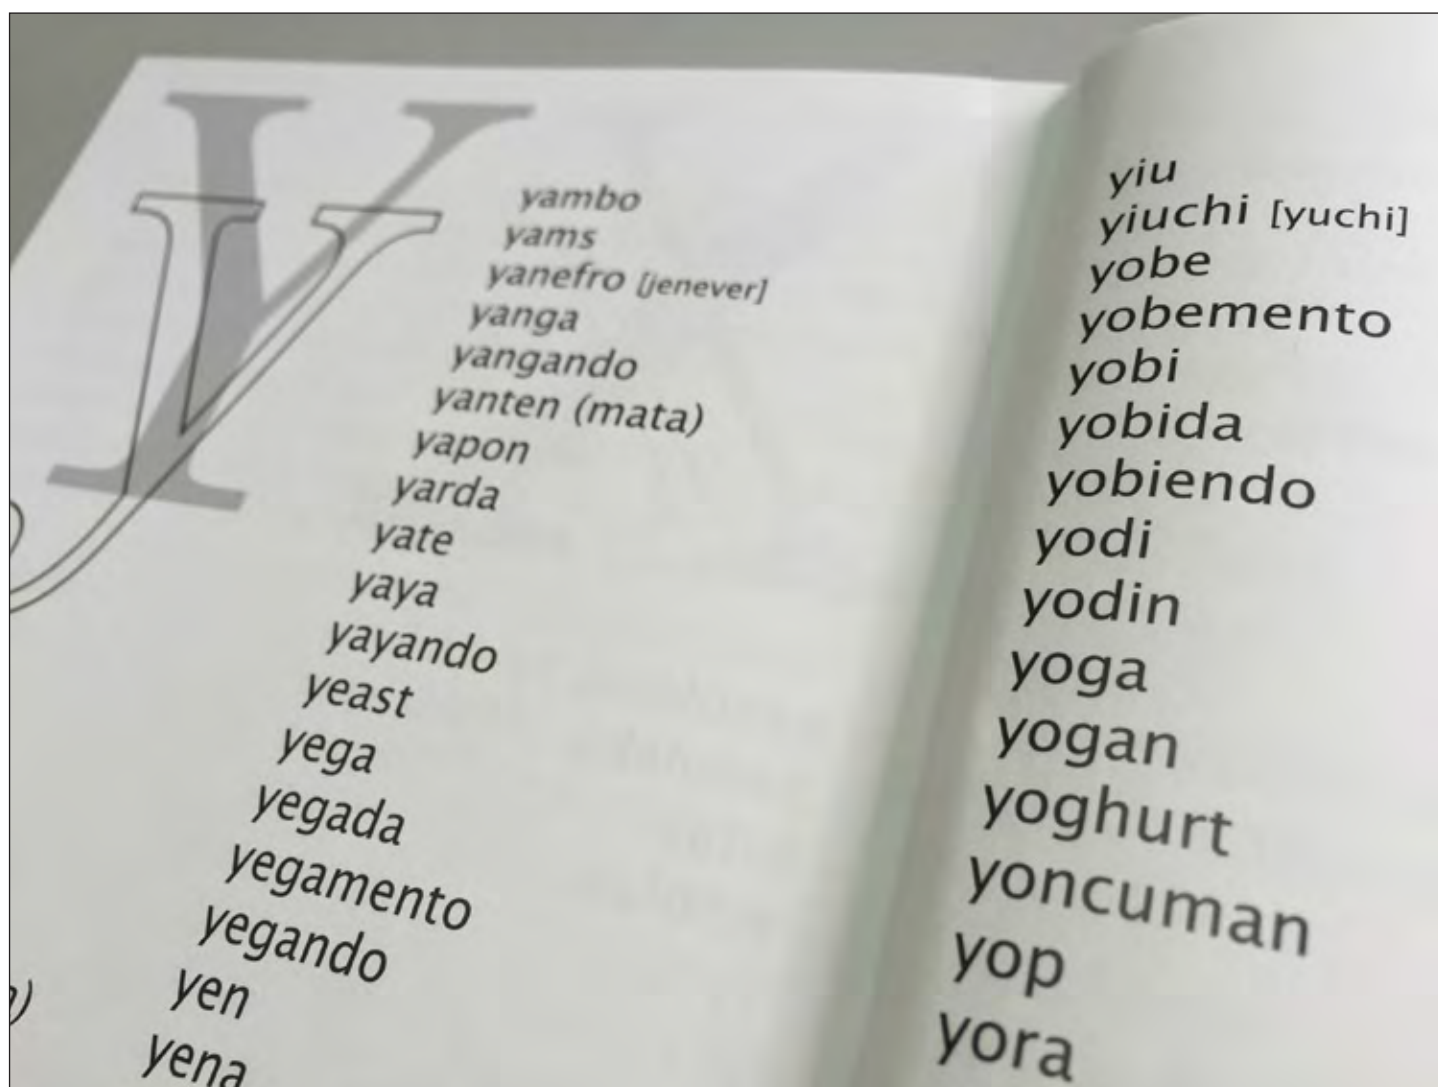 y
yambo
yams
yanefro [jenever]
yanga
yangando
yanten (mata)
yapon
yarda
yate
yaya
yayando
yeast
yega
yegada
yegamento
yegando
yen
yena
yiu
yiuchi [yuchi]
yobe
yobemento
yobi
yobida
yobiendo
yodi
yodin
yoga
yogan
yoghurt
yoncuman
yop
yora